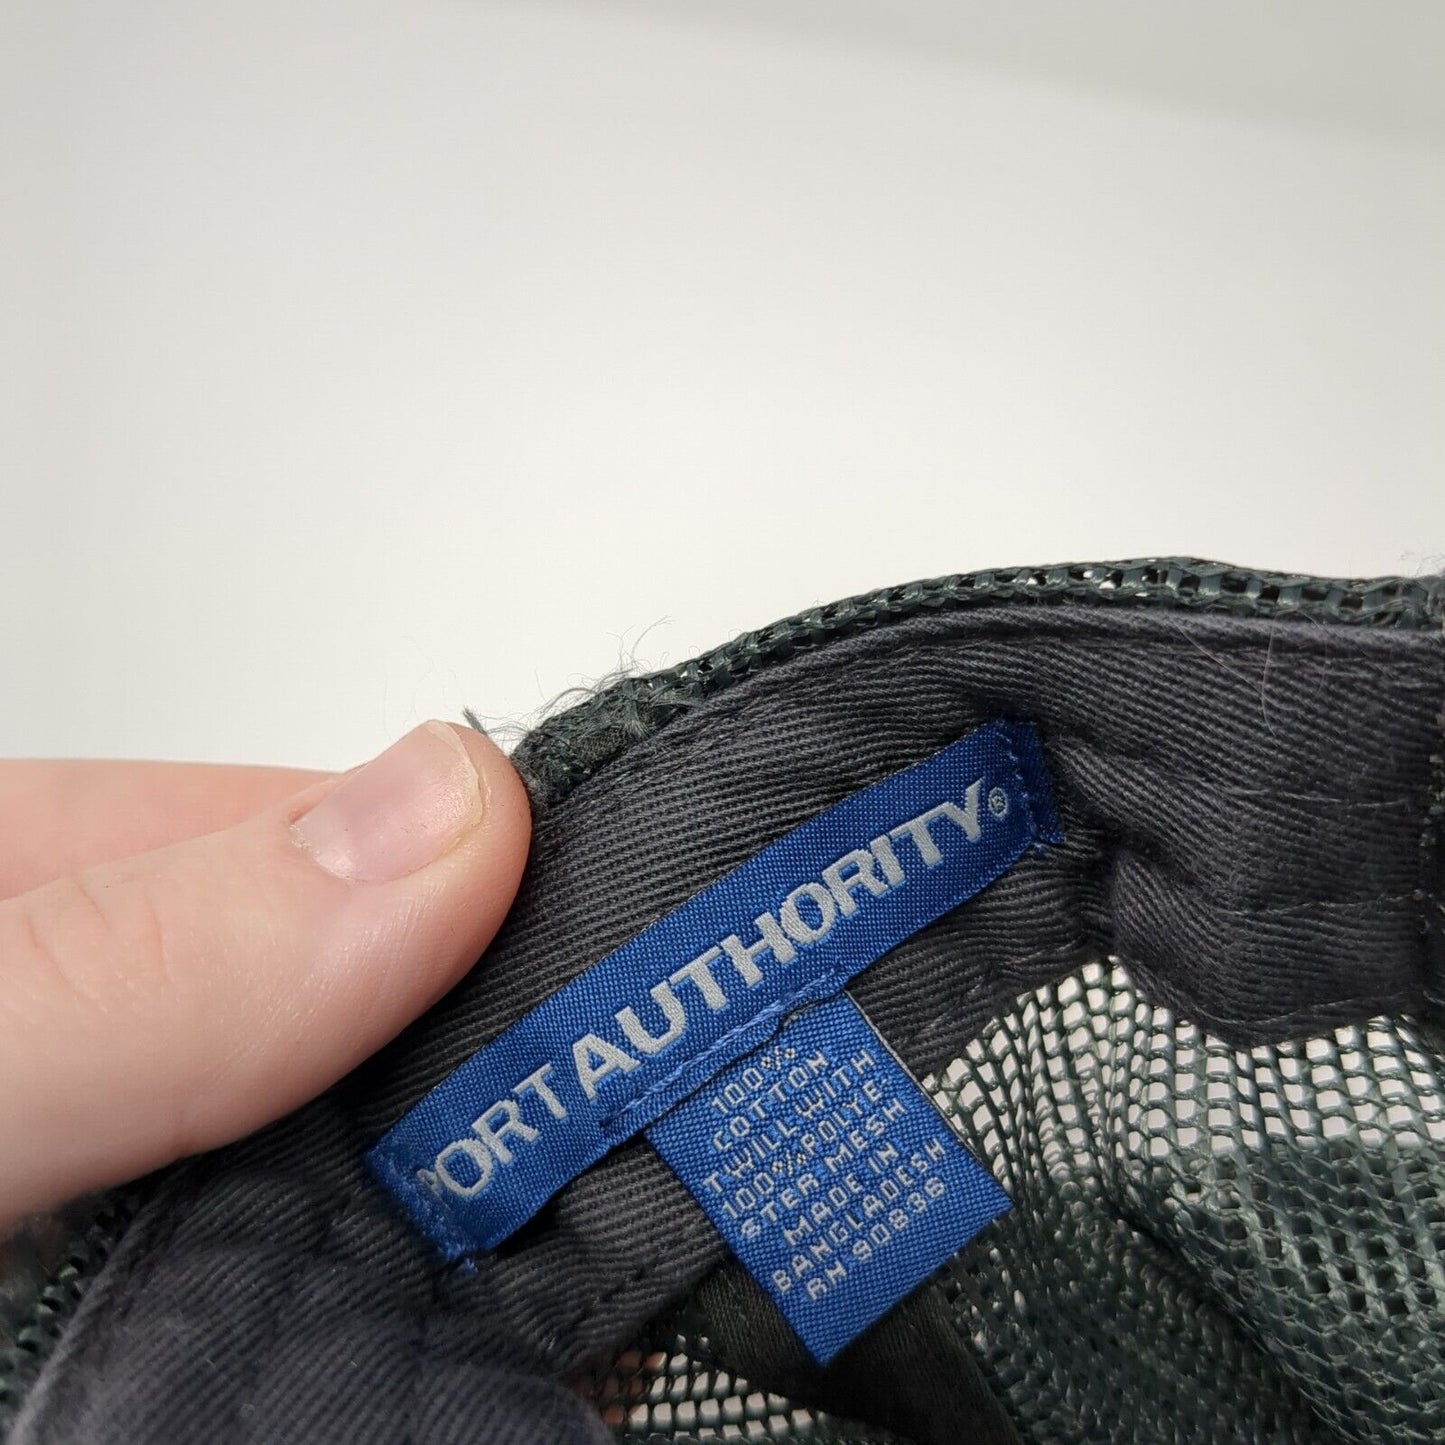 PORT AUTHORITY®
100%
COTTON
TWILL WITH
100% POLYE-
STER MESH
MADE IN
BANGLADESH
RN 90836